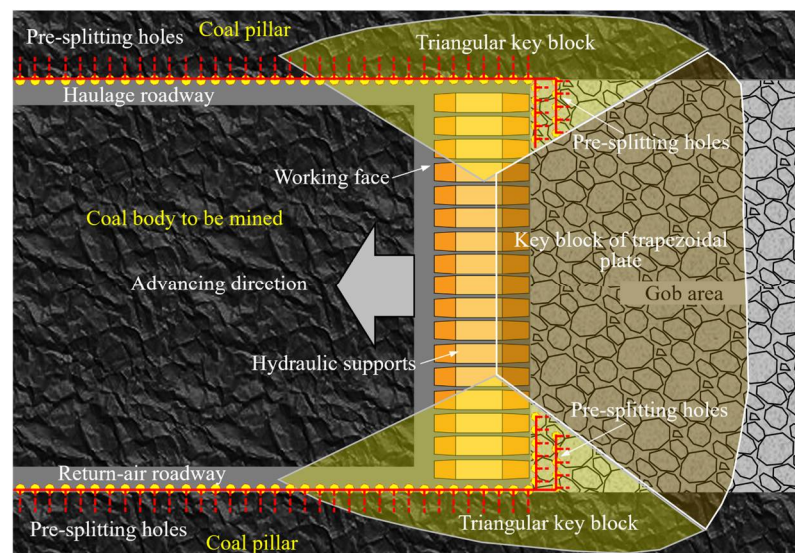 Coal pillar
Pre-splitting holes
Triangular key block
Haulage roadway
Pre-splitting holes
Working face
Coal body to be mined
Key block of trapezoidal
plate
Advancing direction
Gob area
Hydraulic supports
Pre-splitting holes
Return-air roadway
Pre-splitting holes
Triangular key block
Coal pillar